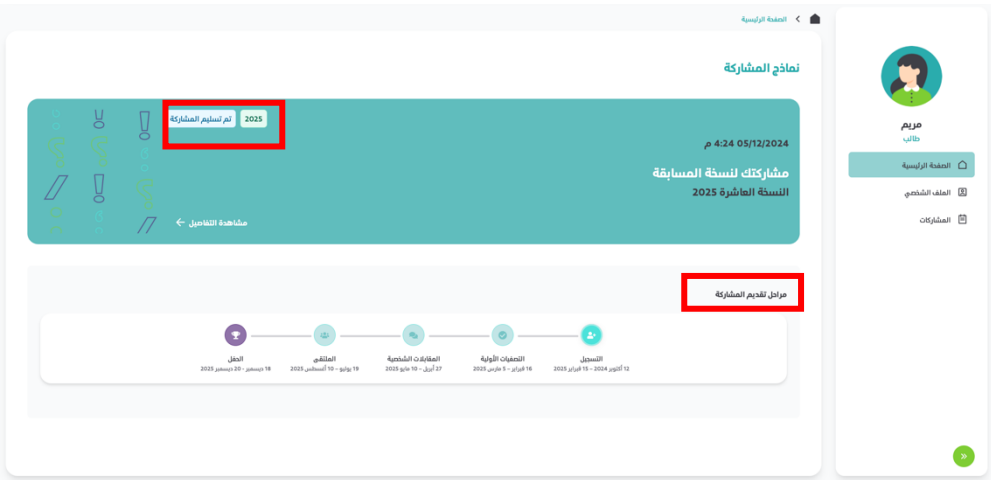 الصفحة الرئيسية
نماذج المشاركة
2025 تم تسليم المشاركة
05/12/2024 4:24 م
مشاركتك لنسخة المسابقة
النسخة العاشرة 2025
مشاهدة التفاصيل
مراحل تقديم المشاركة
التسجيل
12 أكتوبر 2024 – 15 فبراير 2025
التصفيات الأولية
16 فبراير – 5 مارس 2025
المقابلات الشخصية
27 أبريل – 10 مايو 2025
الملتقى
19 يوليو – 10 أغسطس 2025
الحفل
18 ديسمبر - 20 ديسمبر 2025
مريم
طالب
الصفحة الرئيسية
الملف الشخصي
المشاركات